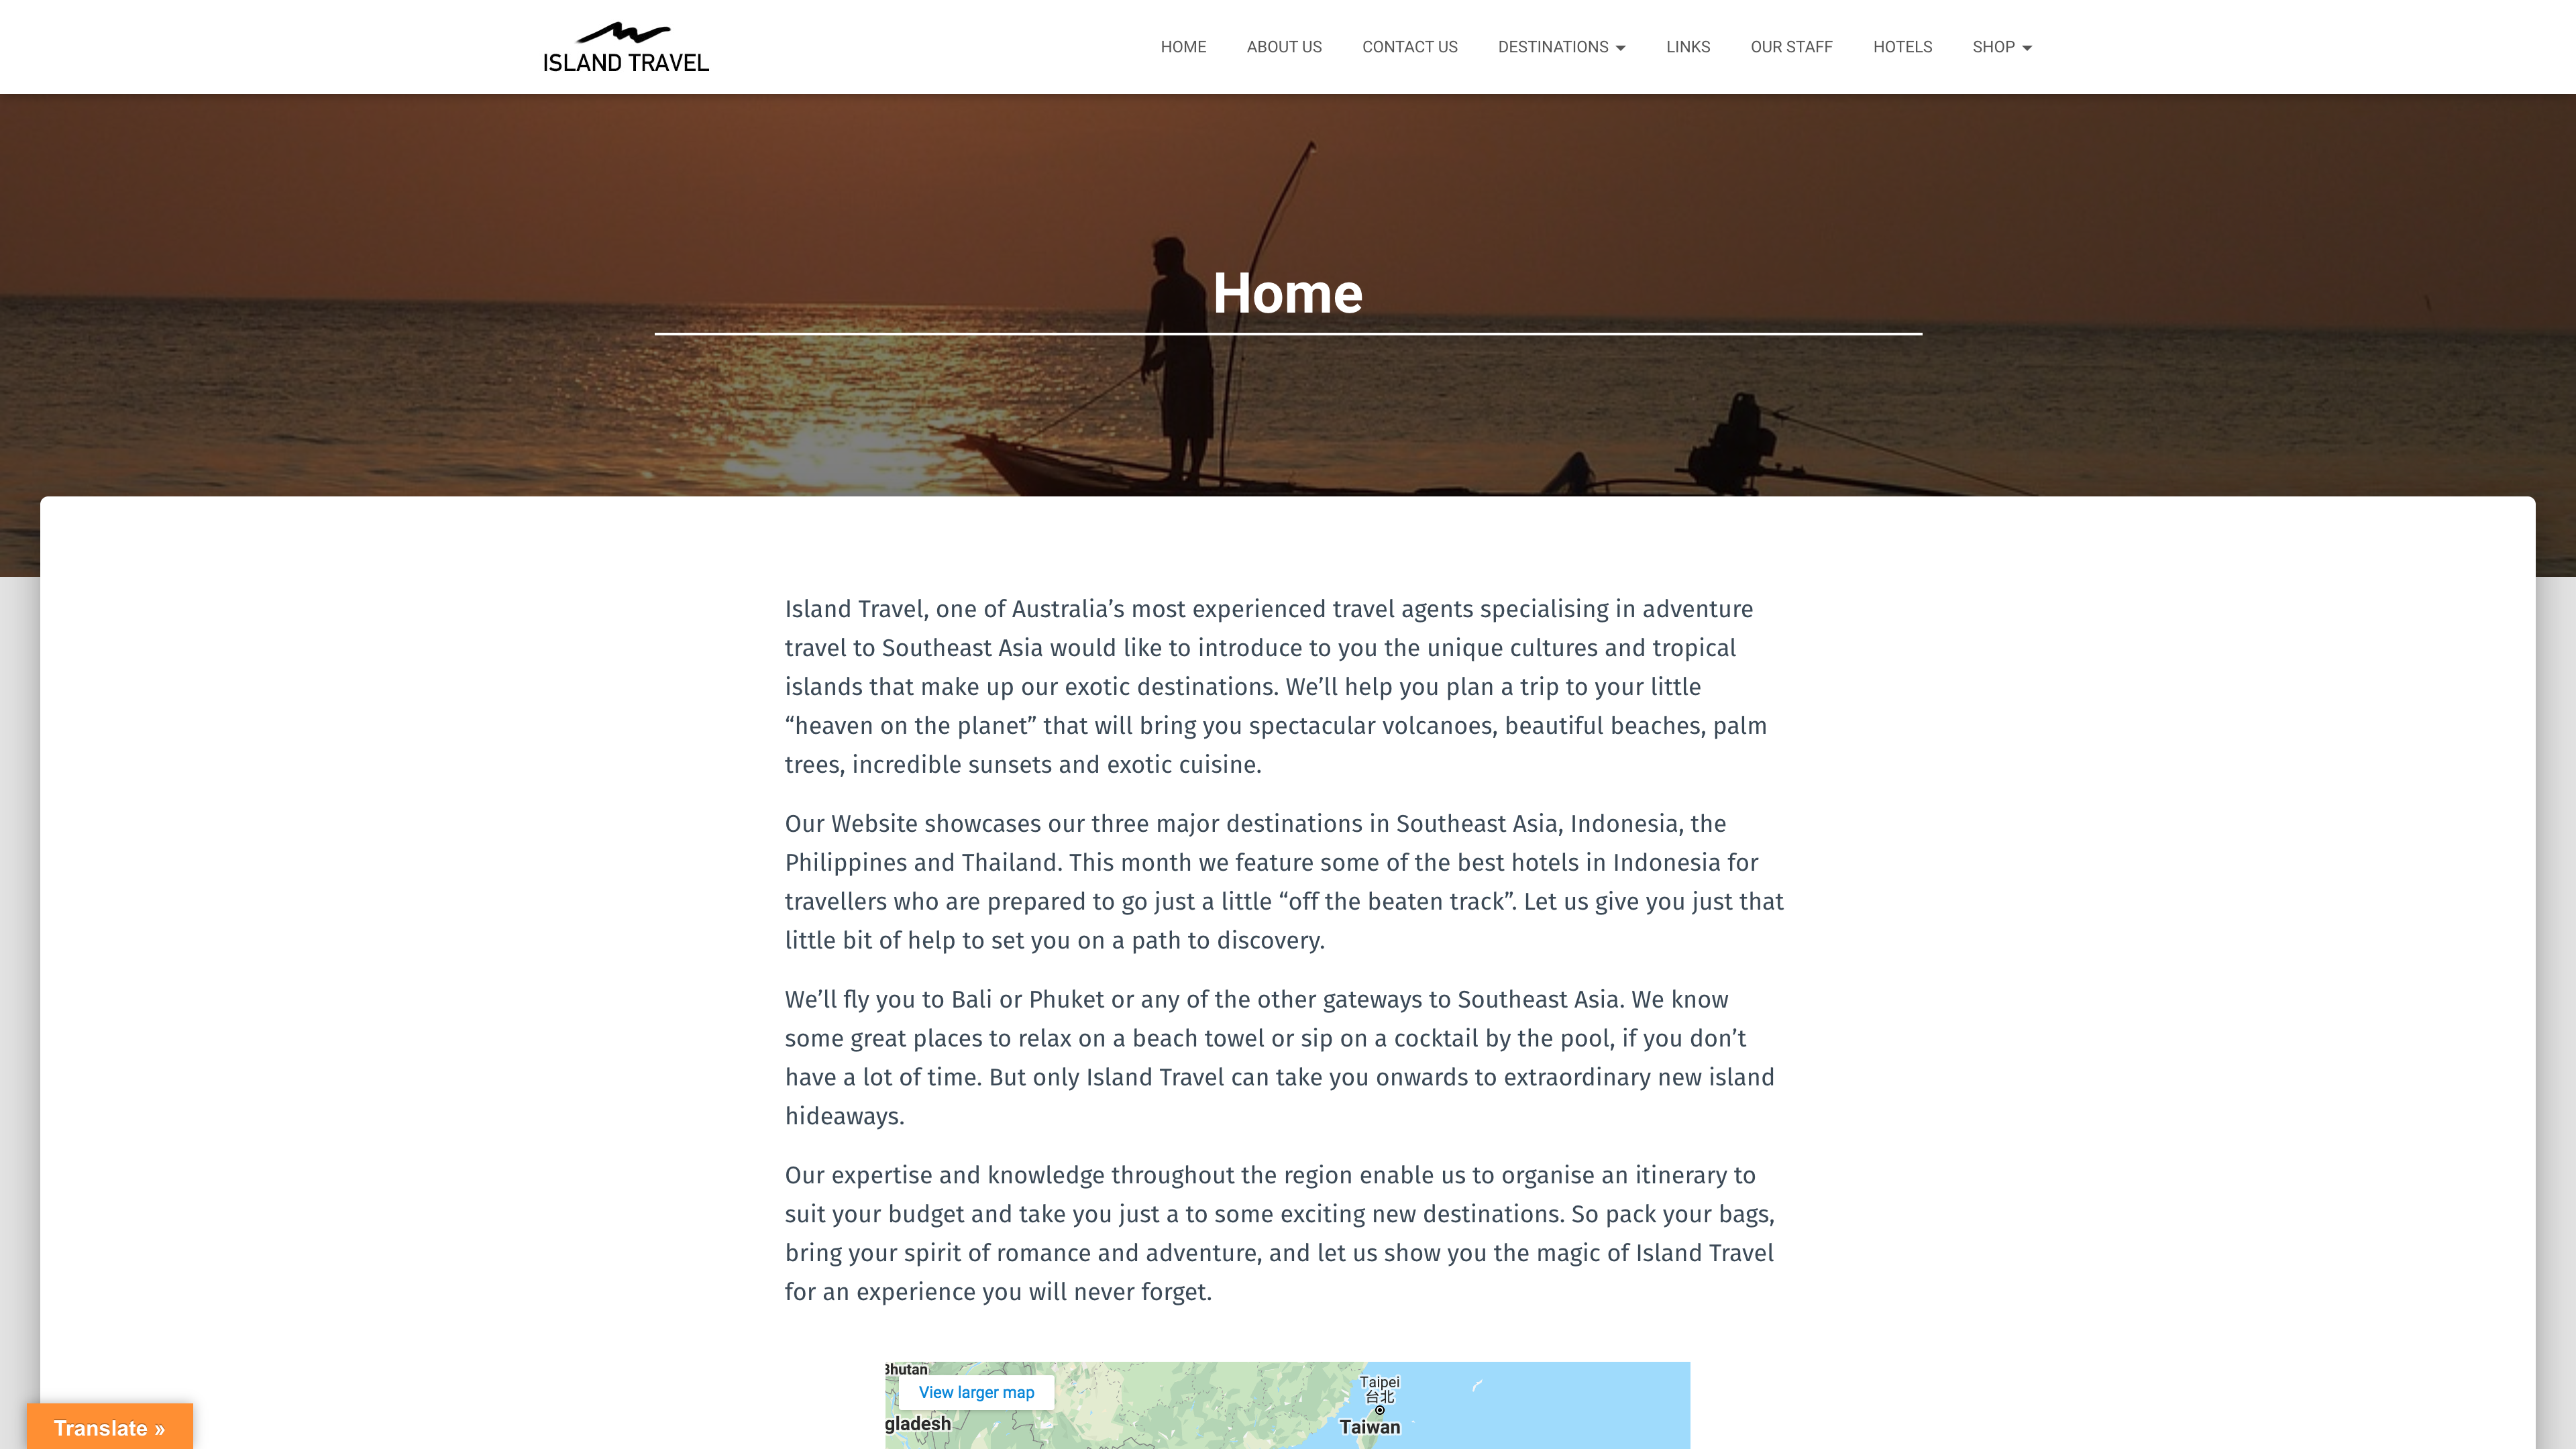 ISLAND TRAVEL
HOME ABOUT US CONTACT US DESTINATIONS LINKS OUR STAFF HOTELS SHOP
Home
Island Travel, one of Australia’s most experienced travel agents specialising in adventure
travel to Southeast Asia would like to introduce to you the unique cultures and tropical
islands that make up our exotic destinations. We’ll help you plan a trip to your little
“heaven on the planet” that will bring you spectacular volcanoes, beautiful beaches, palm
trees, incredible sunsets and exotic cuisine.
Our Website showcases our three major destinations in Southeast Asia, Indonesia, the
Philippines and Thailand. This month we feature some of the best hotels in Indonesia for
travellers who are prepared to go just a little “off the beaten track”. Let us give you just that
little bit of help to set you on a path to discovery.
We’ll fly you to Bali or Phuket or any of the other gateways to Southeast Asia. We know
some great places to relax on a beach towel or sip on a cocktail by the pool, if you don’t
have a lot of time. But only Island Travel can take you onwards to extraordinary new island
hideaways.
Our expertise and knowledge throughout the region enable us to organise an itinerary to
suit your budget and take you just a to some exciting new destinations. So pack your bags,
bring your spirit of romance and adventure, and let us show you the magic of Island Travel
for an experience you will never forget.
Bhutan
View larger map
Taipei
台北
gladesh
Taiwan
Translate »